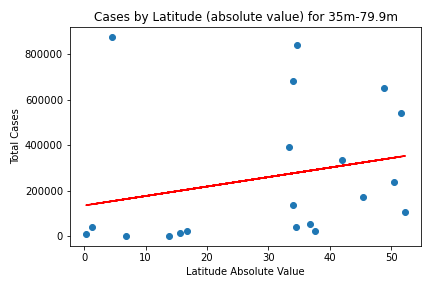 Cases by Latitude (absolute value) for 35m-79.9m
800000
600000
400000
200000
0
Total Cases
0 10 20 30 40 50
Latitude Absolute Value